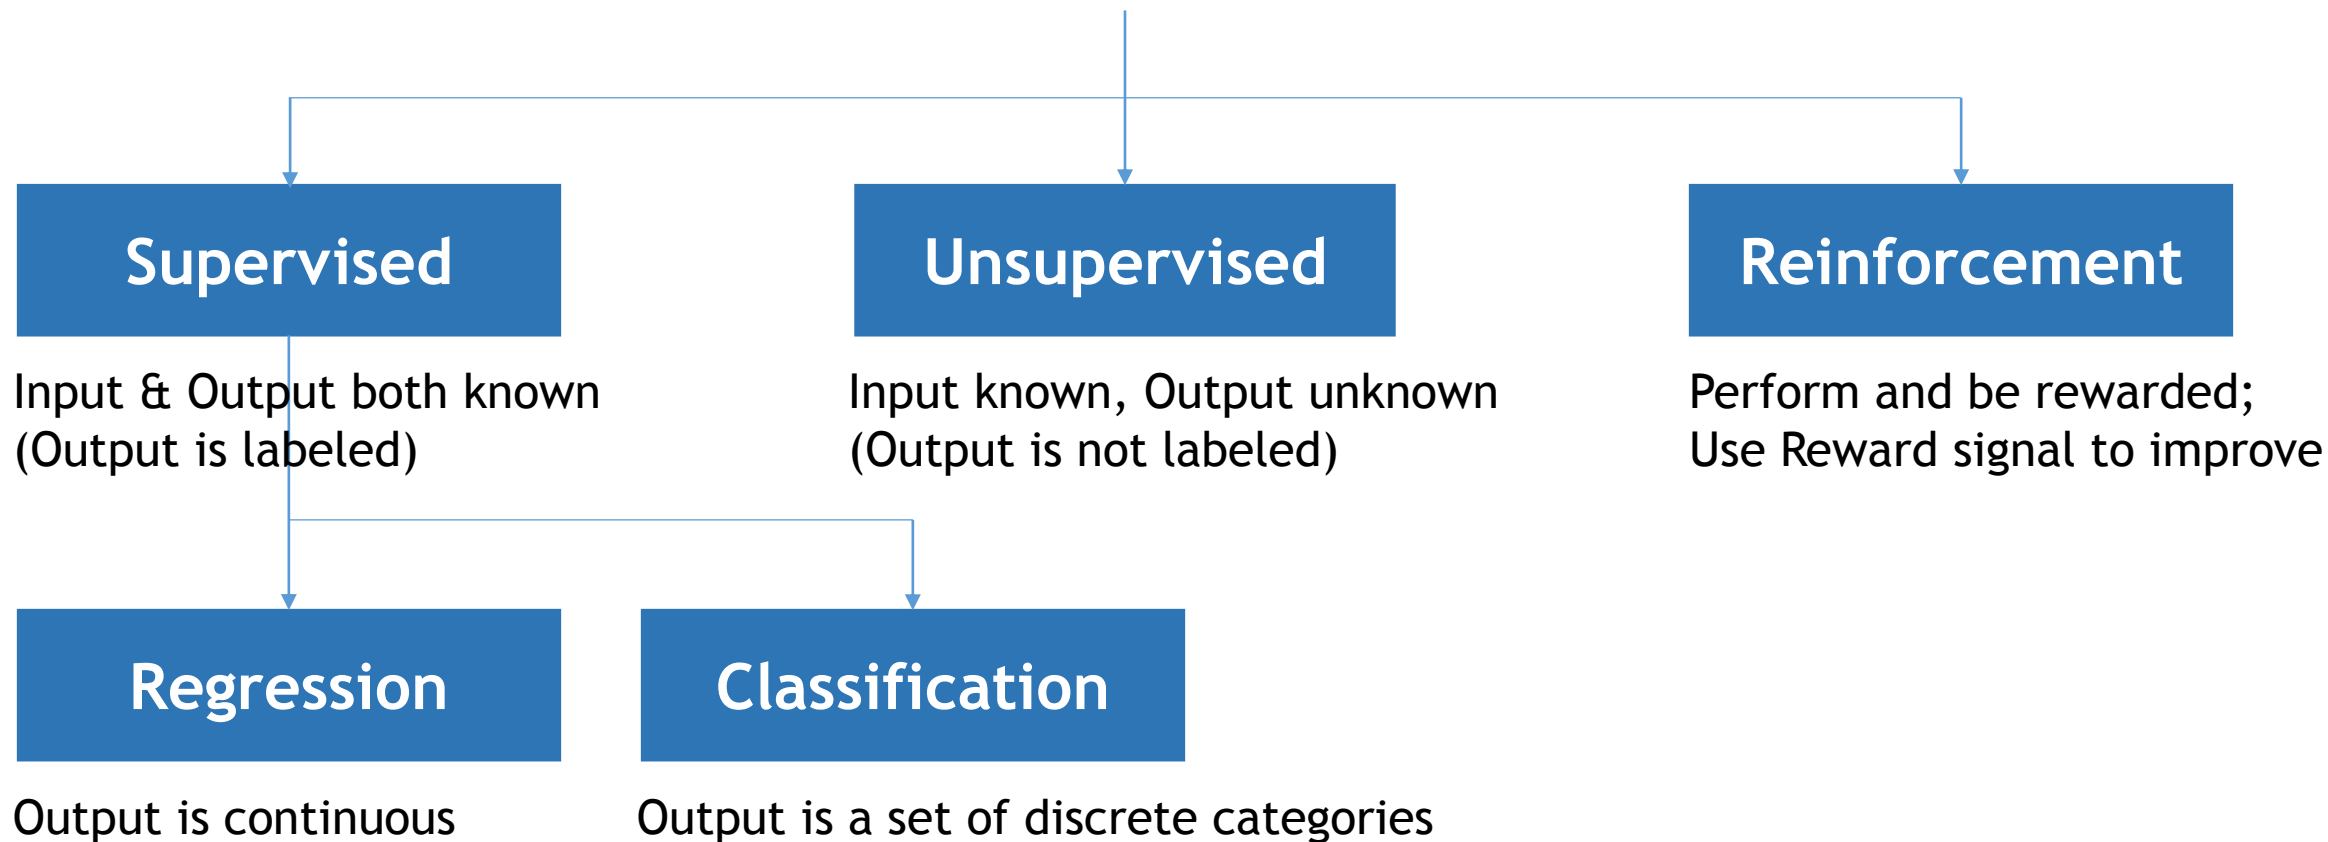 Supervised
Unsupervised
Reinforcement
Input & Output both known
(Output is labeled)
Input known, Output unknown
(Output is not labeled)
Perform and be rewarded;
Use Reward signal to improve
Regression
Classification
Output is continuous
Output is a set of discrete categories